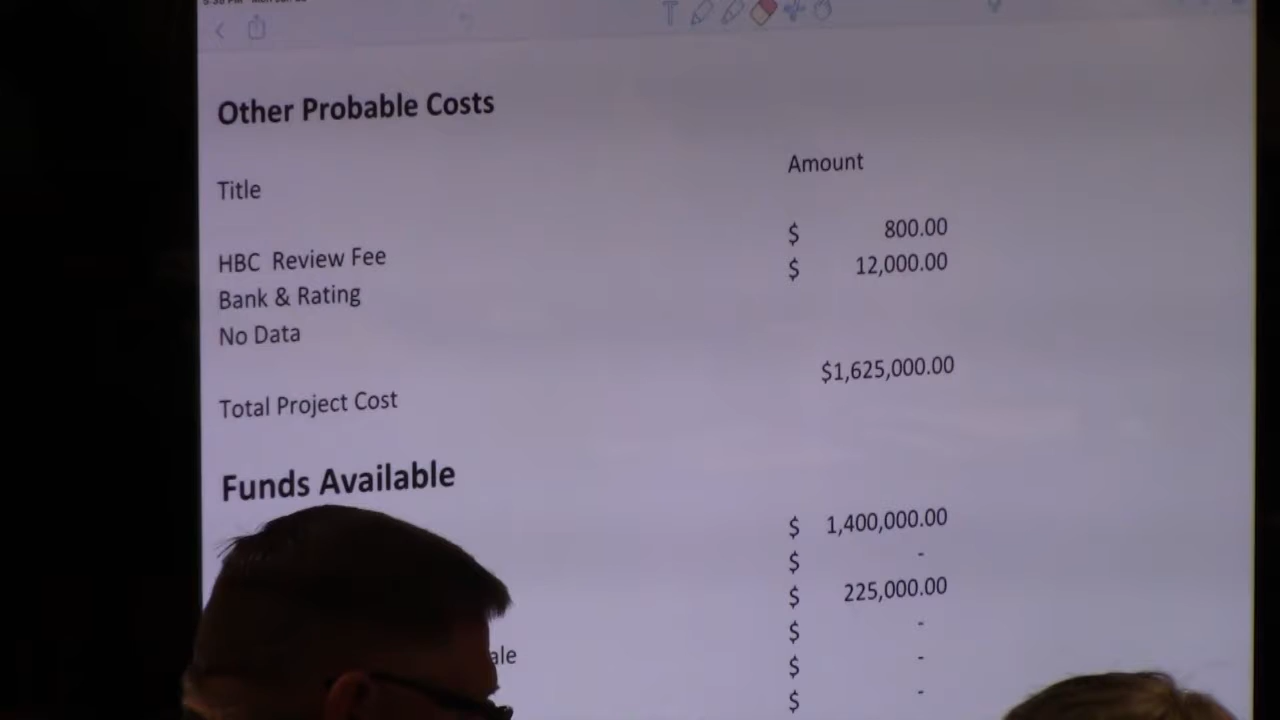 Other Probable Costs
Title Amount
HBC Review Fee $ 800.00
Bank & Rating $ 12,000.00
No Data
Total Project Cost $1,625,000.00
Funds Available
$ 1,400,000.00
$ -
$ 225,000.00
$ -
ale $ -
$ -